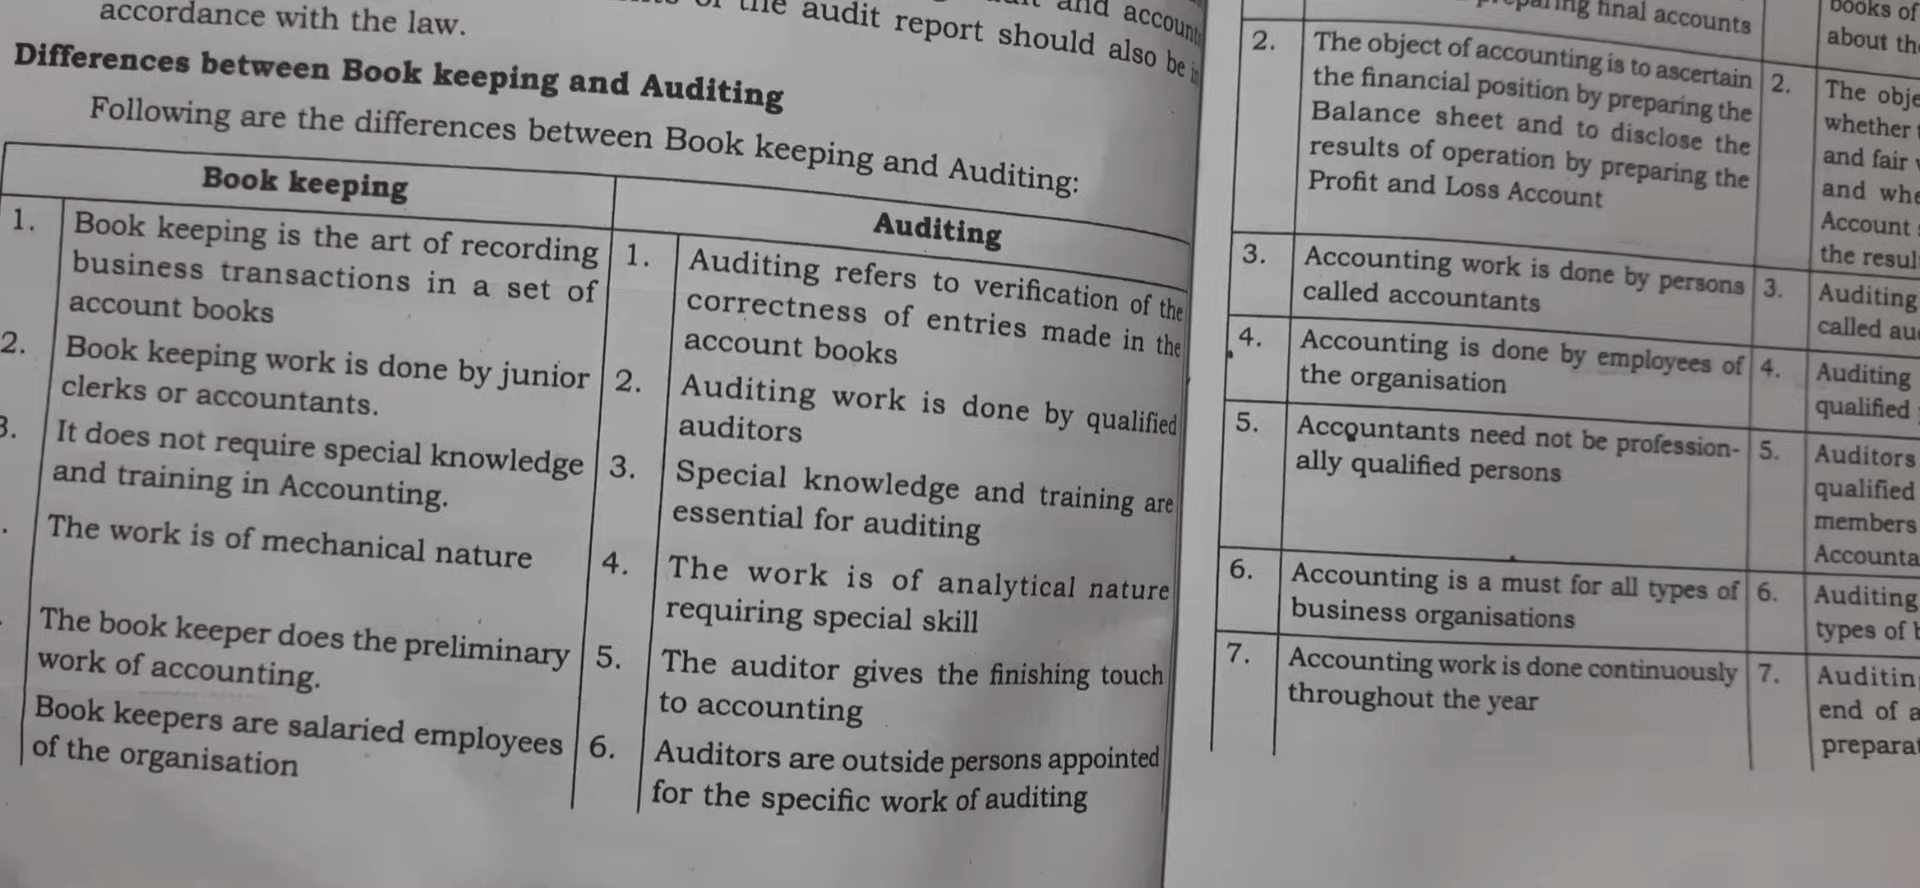 accordance with the law.
the audit report should also be
Differences between Book keeping and Auditing
Following are the differences between Book keeping and Auditing:
Book keeping
1. Book keeping is the art of recording
business transactions in a set of
account books
2. Book keeping work is done by junior
clerks or accountants.
3. It does not require special knowledge
and training in Accounting.
The work is of mechanical nature
The book keeper does the preliminary
work of accounting.
Book keepers are salaried employees
of the organisation
Auditing
1. Auditing refers to verification of the
correctness of entries made in the
account books
2. Auditing work is done by qualified
auditors
3. Special knowledge and training are
essential for auditing
4. The work is of analytical nature
requiring special skill
5. The auditor gives the finishing touch
to accounting
6. Auditors are outside persons appointed
for the specific work of auditing
final accounts
2. The object of accounting is to ascertain
the financial position by preparing the
Balance sheet and to disclose the
results of operation by preparing the
Profit and Loss Account
3. Accounting work is done by persons
called accountants
4. Accounting is done by employees of
the organisation
5. Accountants need not be profession-
ally qualified persons
6. Accounting is a must for all types of
business organisations
7. Accounting work is done continuously
throughout the year
books of
about
2. The
whether
and fair
and
Account
the
3. Auditing
called
4. Auditing
qualified
5. Auditors
qualified
members
6. Auditing
types of
7.
end of